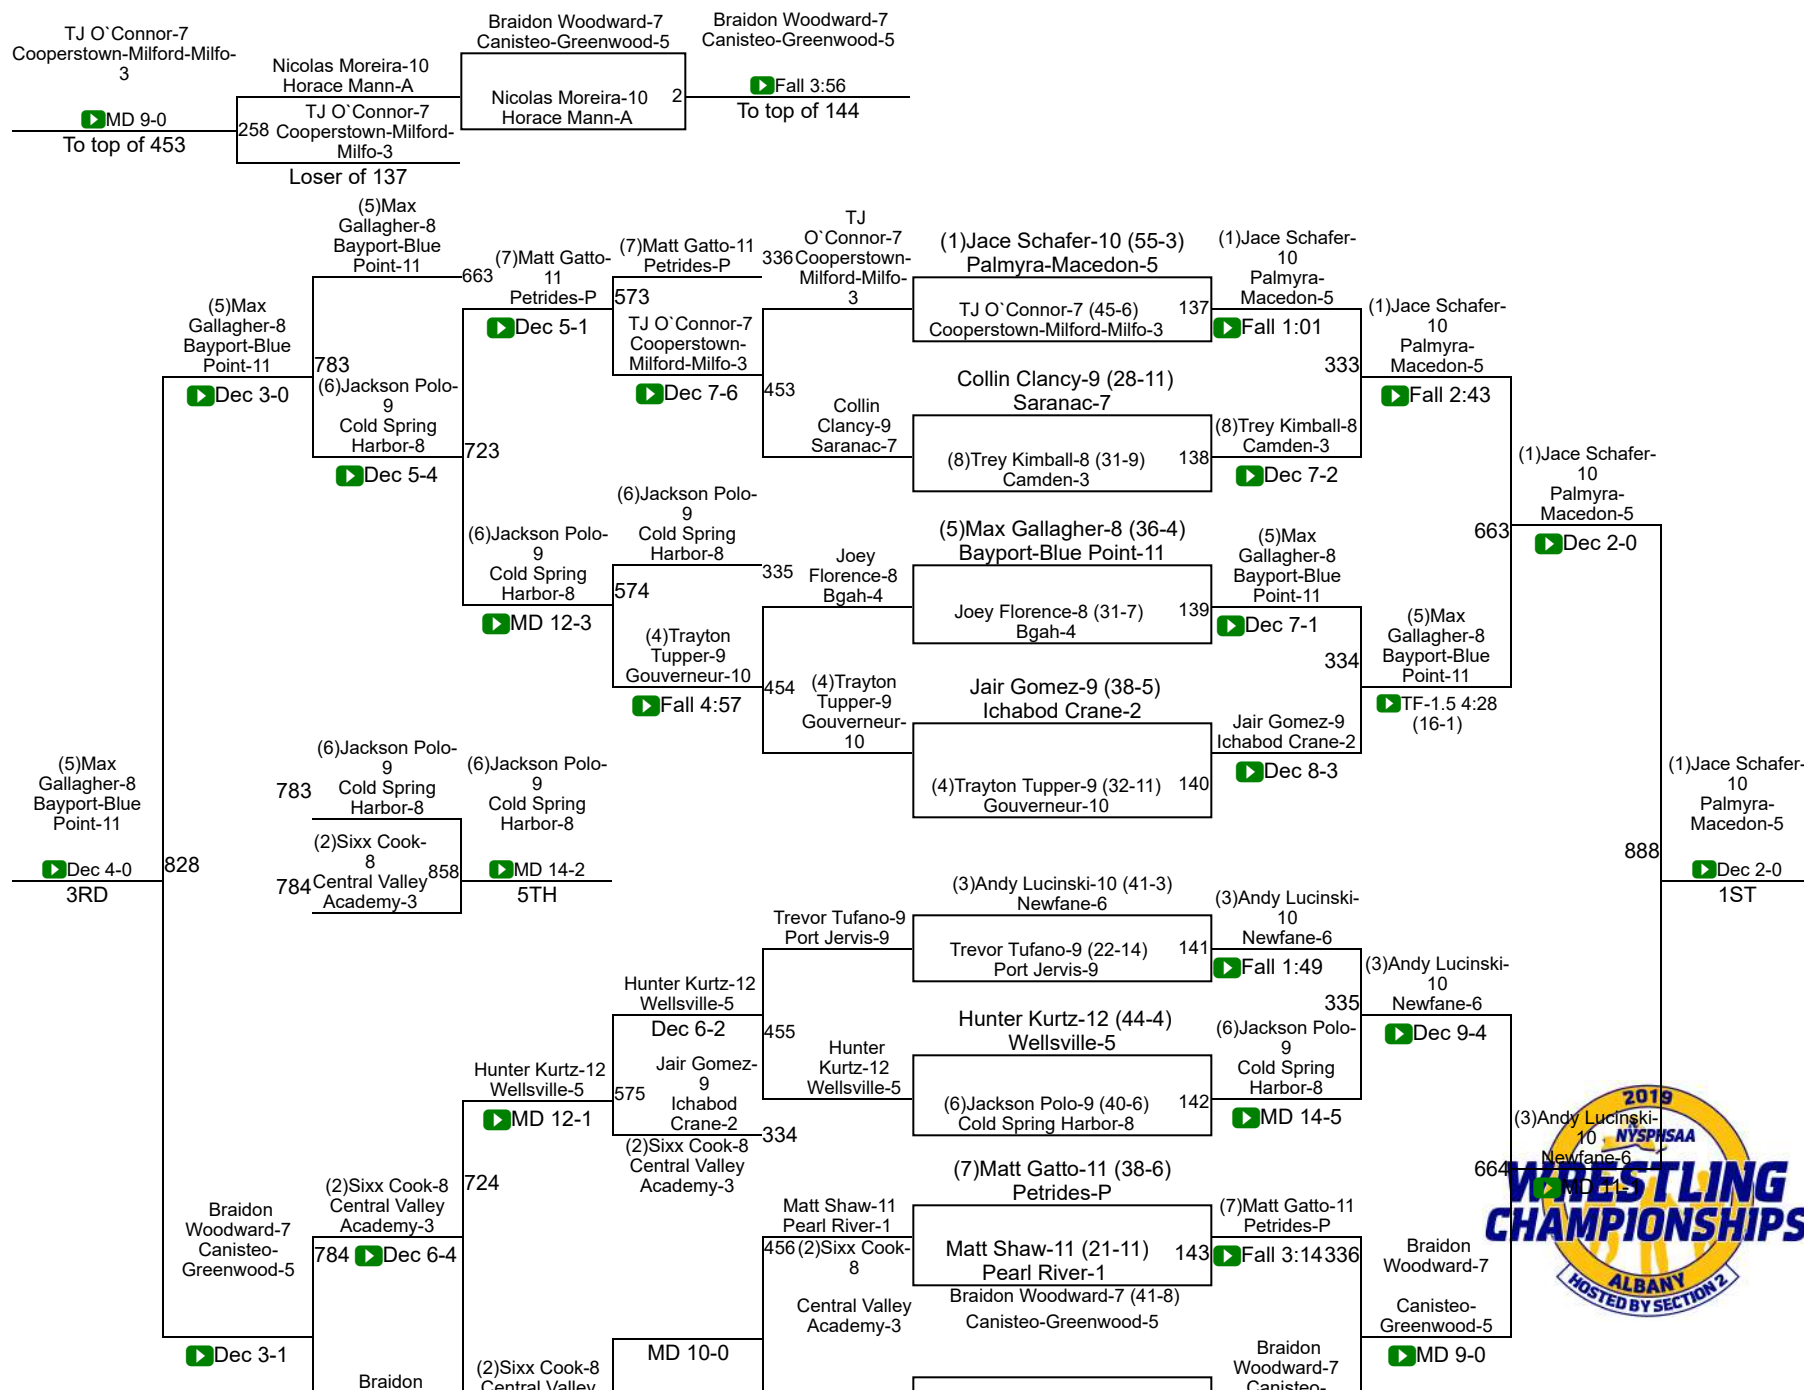 TJ O`Connor-7
Cooperstown-Milford-Milfo-
3
MD 9-0
To top of 453
Nicolas Moreira-10
Horace Mann-A
258
TJ O`Connor-7
Cooperstown-Milford-
Milfo-3
Loser of 137
Braidon Woodward-7
Canisteo-Greenwood-5
Nicolas Moreira-10
Horace Mann-A
2
Braidon Woodward-7
Canisteo-Greenwood-5
Fall 3:56
To top of 144
(5)Max
Gallagher-8
Bayport-Blue
Point-11
663
(7)Matt Gatto-
11
Petrides-P
Dec 5-1
(7)Matt Gatto-11
Petrides-P
573
TJ O`Connor-7
Cooperstown-
Milford-Milfo-3
Dec 7-6
336
TJ
O`Connor-7
Cooperstown-
Milford-Milfo-
3
453
Collin
Clancy-9
Saranac-7
(1)Jace Schafer-10 (55-3)
Palmyra-Macedon-5
TJ O`Connor-7 (45-6)
Cooperstown-Milford-Milfo-3
137
Collin Clancy-9 (28-11)
Saranac-7
(8)Trey Kimball-8 (31-9)
Camden-3
138
(1)Jace Schafer-
10
Palmyra-
Macedon-5
Fall 1:01
333
(8)Trey Kimball-8
Camden-3
Dec 7-2
(1)Jace Schafer-
10
Palmyra-
Macedon-5
Fall 2:43
(5)Max
Gallagher-8
Bayport-Blue
Point-11
Dec 3-0
783
(6)Jackson Polo-
9
Cold Spring
Harbor-8
Dec 5-4
723
(6)Jackson Polo-
9
Cold Spring
Harbor-8
MD 12-3
(6)Jackson Polo-
9
Cold Spring
Harbor-8
335
574
(4)Trayton
Tupper-9
Gouverneur-10
Fall 4:57
Joey
Florence-8
Bgah-4
454
(4)Trayton
Tupper-9
Gouverneur-
10
(5)Max Gallagher-8 (36-4)
Bayport-Blue Point-11
Joey Florence-8 (31-7)
Bgah-4
139
Jair Gomez-9 (38-5)
Ichabod Crane-2
(4)Trayton Tupper-9 (32-11)
Gouverneur-10
140
(5)Max
Gallagher-8
Bayport-Blue
Point-11
Dec 7-1
334
Jair Gomez-9
Ichabod Crane-2
Dec 8-3
(5)Max
Gallagher-8
Bayport-Blue
Point-11
TF-1.5 4:28
(16-1)
663
(1)Jace Schafer-
10
Palmyra-
Macedon-5
Dec 2-0
(5)Max
Gallagher-8
Bayport-Blue
Point-11
Dec 4-0
3RD
828
783
(6)Jackson Polo-
9
Cold Spring
Harbor-8
784
(2)Sixx Cook-
8
Central Valley
Academy-3
858
(6)Jackson Polo-
9
Cold Spring
Harbor-8
MD 14-2
5TH
888
(1)Jace Schafer-
10
Palmyra-
Macedon-5
Dec 2-0
1ST
Trevor Tufano-9
Port Jervis-9
(3)Andy Lucinski-10 (41-3)
Newfane-6
Trevor Tufano-9 (22-14)
Port Jervis-9
141
(3)Andy Lucinski-
10
Newfane-6
Fall 1:49
335
(3)Andy Lucinski-
10
Newfane-6
Dec 9-4
Hunter Kurtz-12
Wellsville-5
Dec 6-2
455
Hunter
Kurtz-12
Wellsville-5
Hunter Kurtz-12 (44-4)
Wellsville-5
(6)Jackson Polo-9 (40-6)
Cold Spring Harbor-8
142
(6)Jackson Polo-
9
Cold Spring
Harbor-8
MD 14-5
Hunter Kurtz-12
Wellsville-5
MD 12-1
575
Jair Gomez-
9
Ichabod
Crane-2
334
(2)Sixx Cook-8
Central Valley
Academy-3
724
(2)Sixx Cook-8
Central Valley
Academy-3
784
Dec 6-4
Braidon
Woodward-7
Canisteo-
Greenwood-5
Dec 3-1
Braidon
(2)Sixx Cook-8
Central Valley
MD 10-0
Matt Shaw-11
Pearl River-1
456
(2)Sixx Cook-
8
Central Valley
Academy-3
(7)Matt Gatto-11 (38-6)
Petrides-P
Matt Shaw-11 (21-11)
Pearl River-1
143
Braidon Woodward-7 (41-8)
Canisteo-Greenwood-5
(7)Matt Gatto-11
Petrides-P
Fall 3:14
336
Braidon
Woodward-7
Canisteo-
Braidon
Woodward-7
Canisteo-
Greenwood-5
MD 9-0
664
(3)Andy Lucinski-
10
Newfane-6
2019
NYSPHSAA
WRESTLING
CHAMPIONSHIPS
ALBANY
HOSTED BY SECTION 2